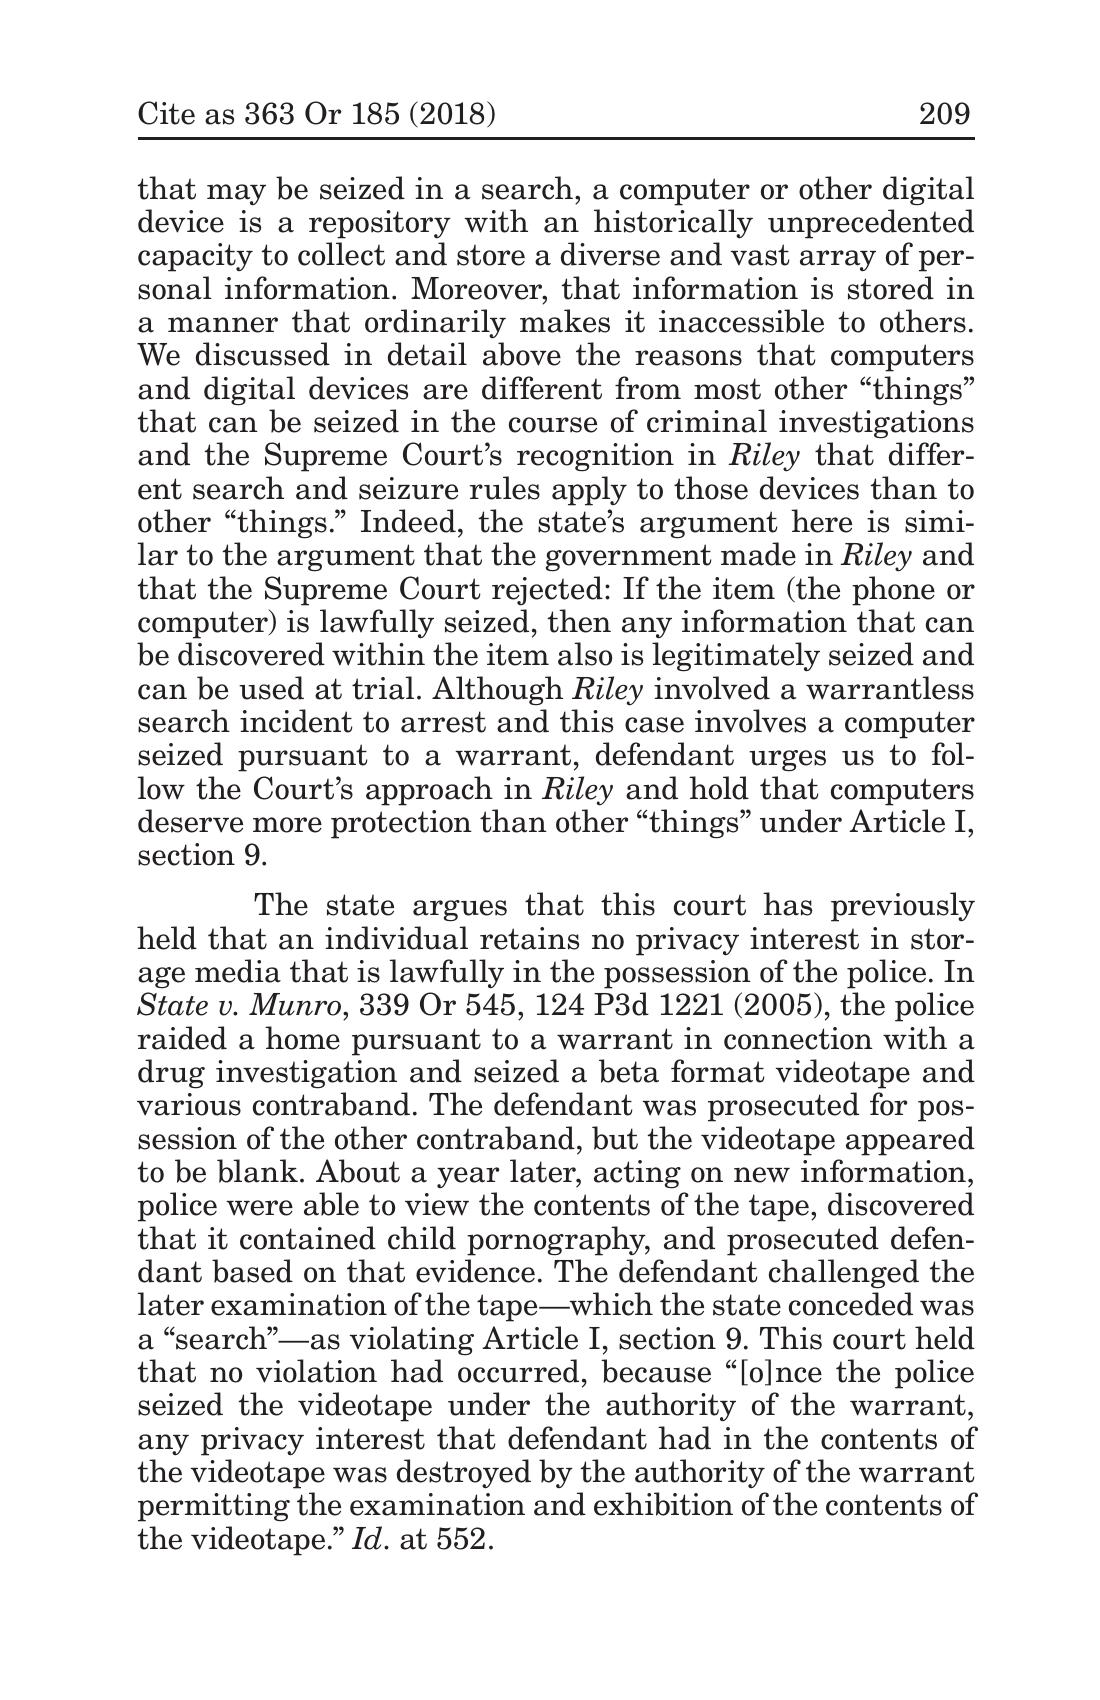 Cite as 363 Or 185 (2018) 209
that may be seized in a search, a computer or other digital
device is a repository with an historically unprecedented
capacity to collect and store a diverse and vast array of per-
sonal information. Moreover, that information is stored in
a manner that ordinarily makes it inaccessible to others.
We discussed in detail above the reasons that computers
and digital devices are different from most other “things”
that can be seized in the course of criminal investigations
and the Supreme Court’s recognition in Riley that differ-
ent search and seizure rules apply to those devices than to
other “things.” Indeed, the state’s argument here is simi-
lar to the argument that the government made in Riley and
that the Supreme Court rejected: If the item (the phone or
computer) is lawfully seized, then any information that can
be discovered within the item also is legitimately seized and
can be used at trial. Although Riley involved a warrantless
search incident to arrest and this case involves a computer
seized pursuant to a warrant, defendant urges us to fol-
low the Court’s approach in Riley and hold that computers
deserve more protection than other “things” under Article I,
section 9.
The state argues that this court has previously
held that an individual retains no privacy interest in stor-
age media that is lawfully in the possession of the police. In
State v. Munro, 339 Or 545, 124 P3d 1221 (2005), the police
raided a home pursuant to a warrant in connection with a
drug investigation and seized a beta format videotape and
various contraband. The defendant was prosecuted for pos-
session of the other contraband, but the videotape appeared
to be blank. About a year later, acting on new information,
police were able to view the contents of the tape, discovered
that it contained child pornography, and prosecuted defen-
dant based on that evidence. The defendant challenged the
later examination of the tape—which the state conceded was
a “search”—as violating Article I, section 9. This court held
that no violation had occurred, because “[o]nce the police
seized the videotape under the authority of the warrant,
any privacy interest that defendant had in the contents of
the videotape was destroyed by the authority of the warrant
permitting the examination and exhibition of the contents of
the videotape.” Id. at 552.